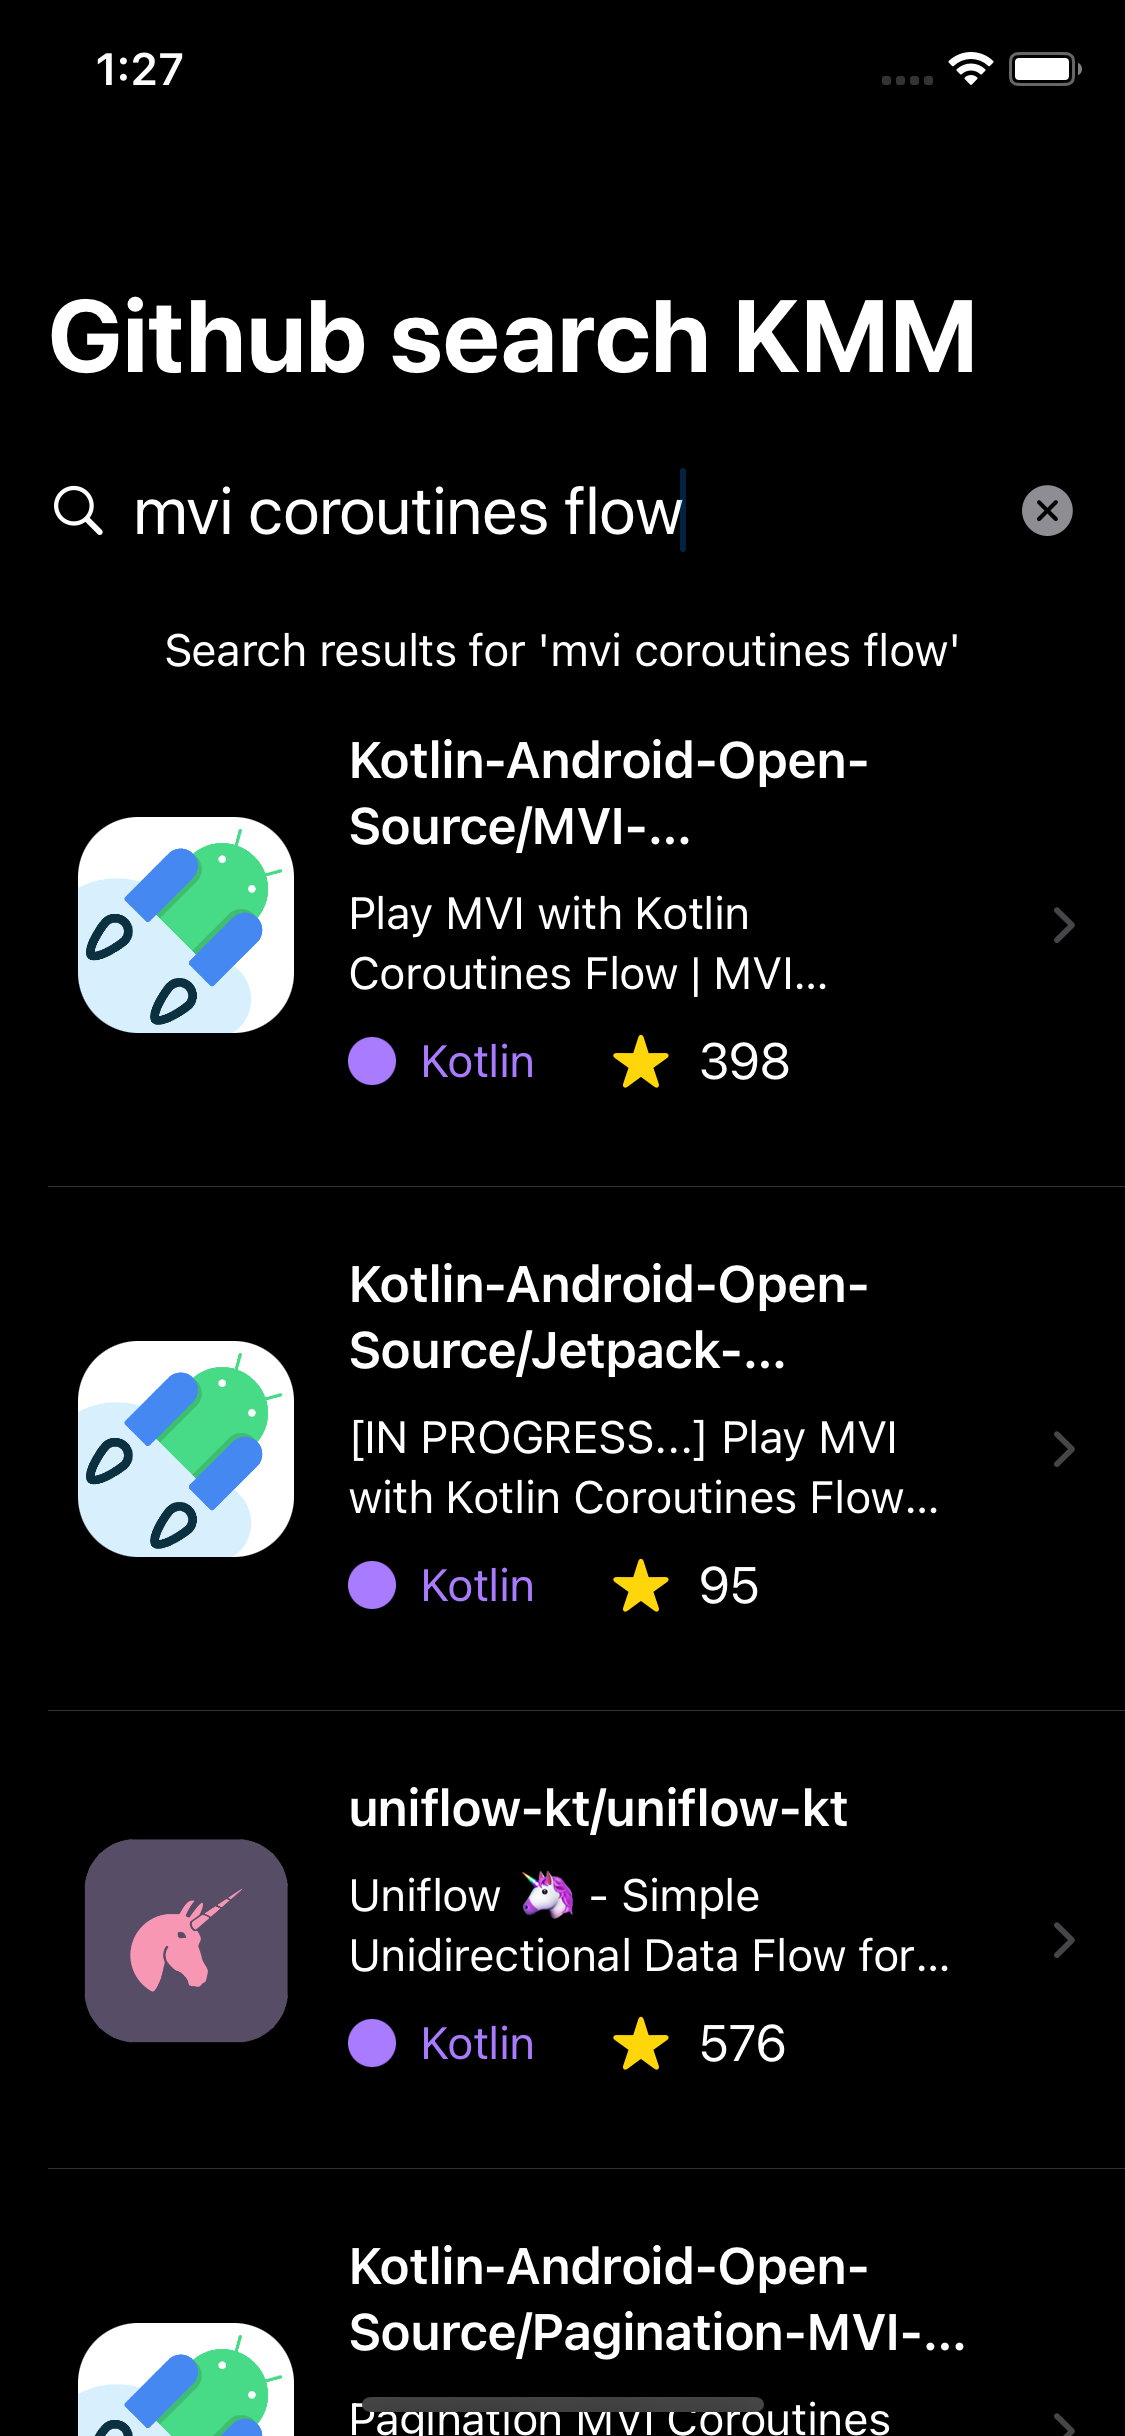 1:27
Github search KMM
mvi coroutines flow
Search results for 'mvi coroutines flow'
Kotlin-Android-Open-
Source/MVI-...
Play MVI with Kotlin
Coroutines Flow | MVI...
Kotlin 398
Kotlin-Android-Open-
Source/Jetpack-...
[IN PROGRESS...] Play MVI
with Kotlin Coroutines Flow...
Kotlin 95
uniflow-kt/uniflow-kt
Uniflow 🦄 - Simple
Unidirectional Data Flow for...
Kotlin 576
Kotlin-Android-Open-
Source/Pagination-MVI-...
Pagination MVI Coroutines